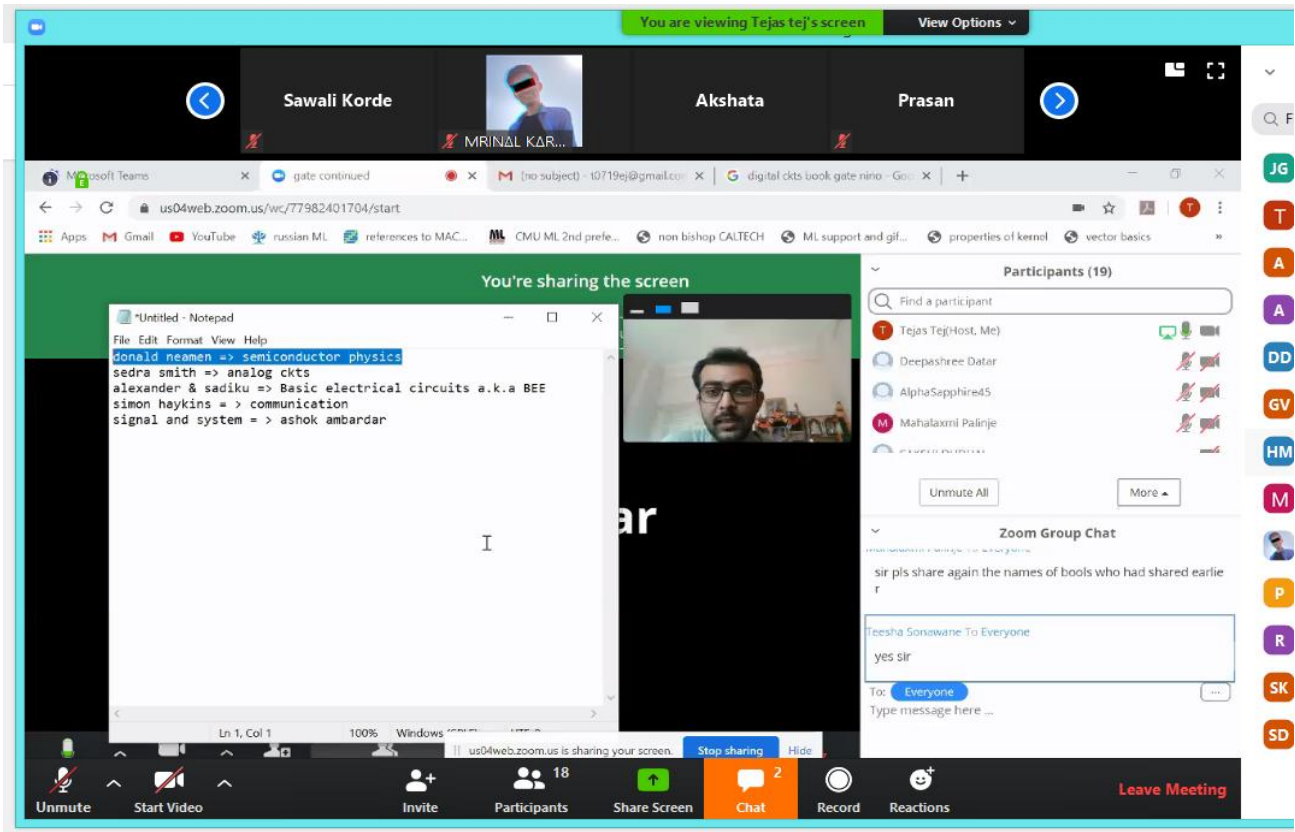 You are viewing Tejas tej's screen
View Options
Sawali Korde
MRINAL KAR...
Akshata
Prasan
gate continued
(no subject) - t0719ej@gmail.com
digital ckts book gate nino - Goo
us04web.zoom.us/wc/77982401704/start
Apps
Gmail
YouTube
russian ML
references to MAC...
CMU ML 2nd prefe...
non bishop CALTECH
ML support and gif...
properties of kernel
vector basics
You're sharing the screen
*Untitled - Notepad
File Edit Format View Help
donald neamen => semiconductor physics
sedra smith => analog ckts
alexander & sadiku => Basic electrical circuits a.k.a BEE
simon haykins = > communication
signal and system = > ashok ambardar
Ln 1, Col 1
100%
Windows
ar
Participants (19)
Find a participant
Tejas Tej(Host, Me)
Deepashree Datar
AlphaSapphire45
Mahalaxmi Palinje
Unmute All
More
Zoom Group Chat
sir pls share again the names of bools who had shared earlie
r
Teesha Sonawane To Everyone
yes sir
To: Everyone
Type message here ...
us04web.zoom.us is sharing your screen.
Stop sharing
Hide
Unmute
Start Video
Invite
Participants
18
Share Screen
Chat
2
Record
Reactions
Leave Meeting
F
JG
T
A
A
DD
GV
HM
M
P
R
SK
SD